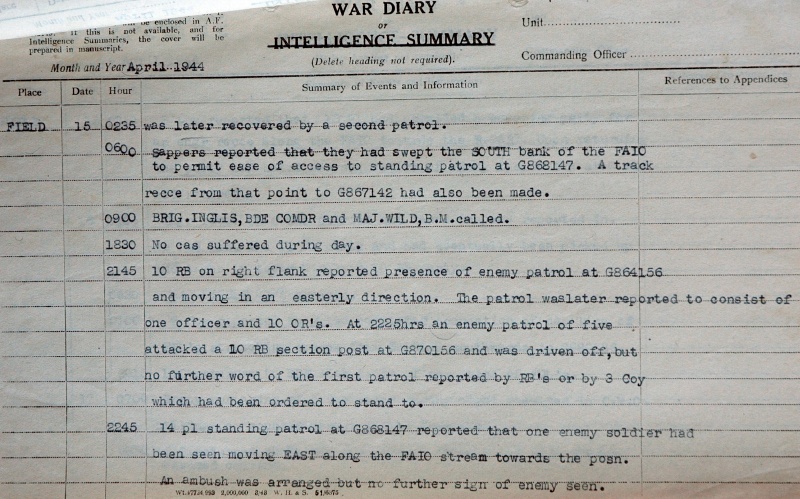 WAR DIARY
or
INTELLIGENCE SUMMARY
(Delete heading not required).
be enclosed in A.F.
If this is not available, and for
Intelligence Summaries, the cover will be
prepared in manuscript.
Month and Year April 1944
Unit
Commanding Officer
Place Date Hour Summary of Events and Information References to Appendices
FIELD 15 0235 was later recovered by a second patrol.
0600 Sappers reported that they had swept the SOUTH bank of the FAIO
to permit ease of access to standing patrol at G868147. A track
recce from that point to G867142 had also been made.
0900 BRIG.INGLIS,BDE COMDR and MAJ.WILD,B.M.called.
1830 No cas suffered during day.
2145 10 RB on right flank reported presence of enemy patrol at G864156
and moving in an easterly direction. The patrol waslater reported to consist of
one officer and 10 OR's. At 2225hrs an enemy patrol of five
attacked a 10 RB section post at G870156 and was driven off,but
no further word of the first patrol reported by RB's or by 3 Coy
which had been ordered to stand to.
2245 14 pl standing patrol at G868147 reported that one enemy soldier had
been seen moving EAST along the FAIO stream towards the posn.
An ambush was arranged but no further sign of enemy seen.
2,000,000 W. H. & S.